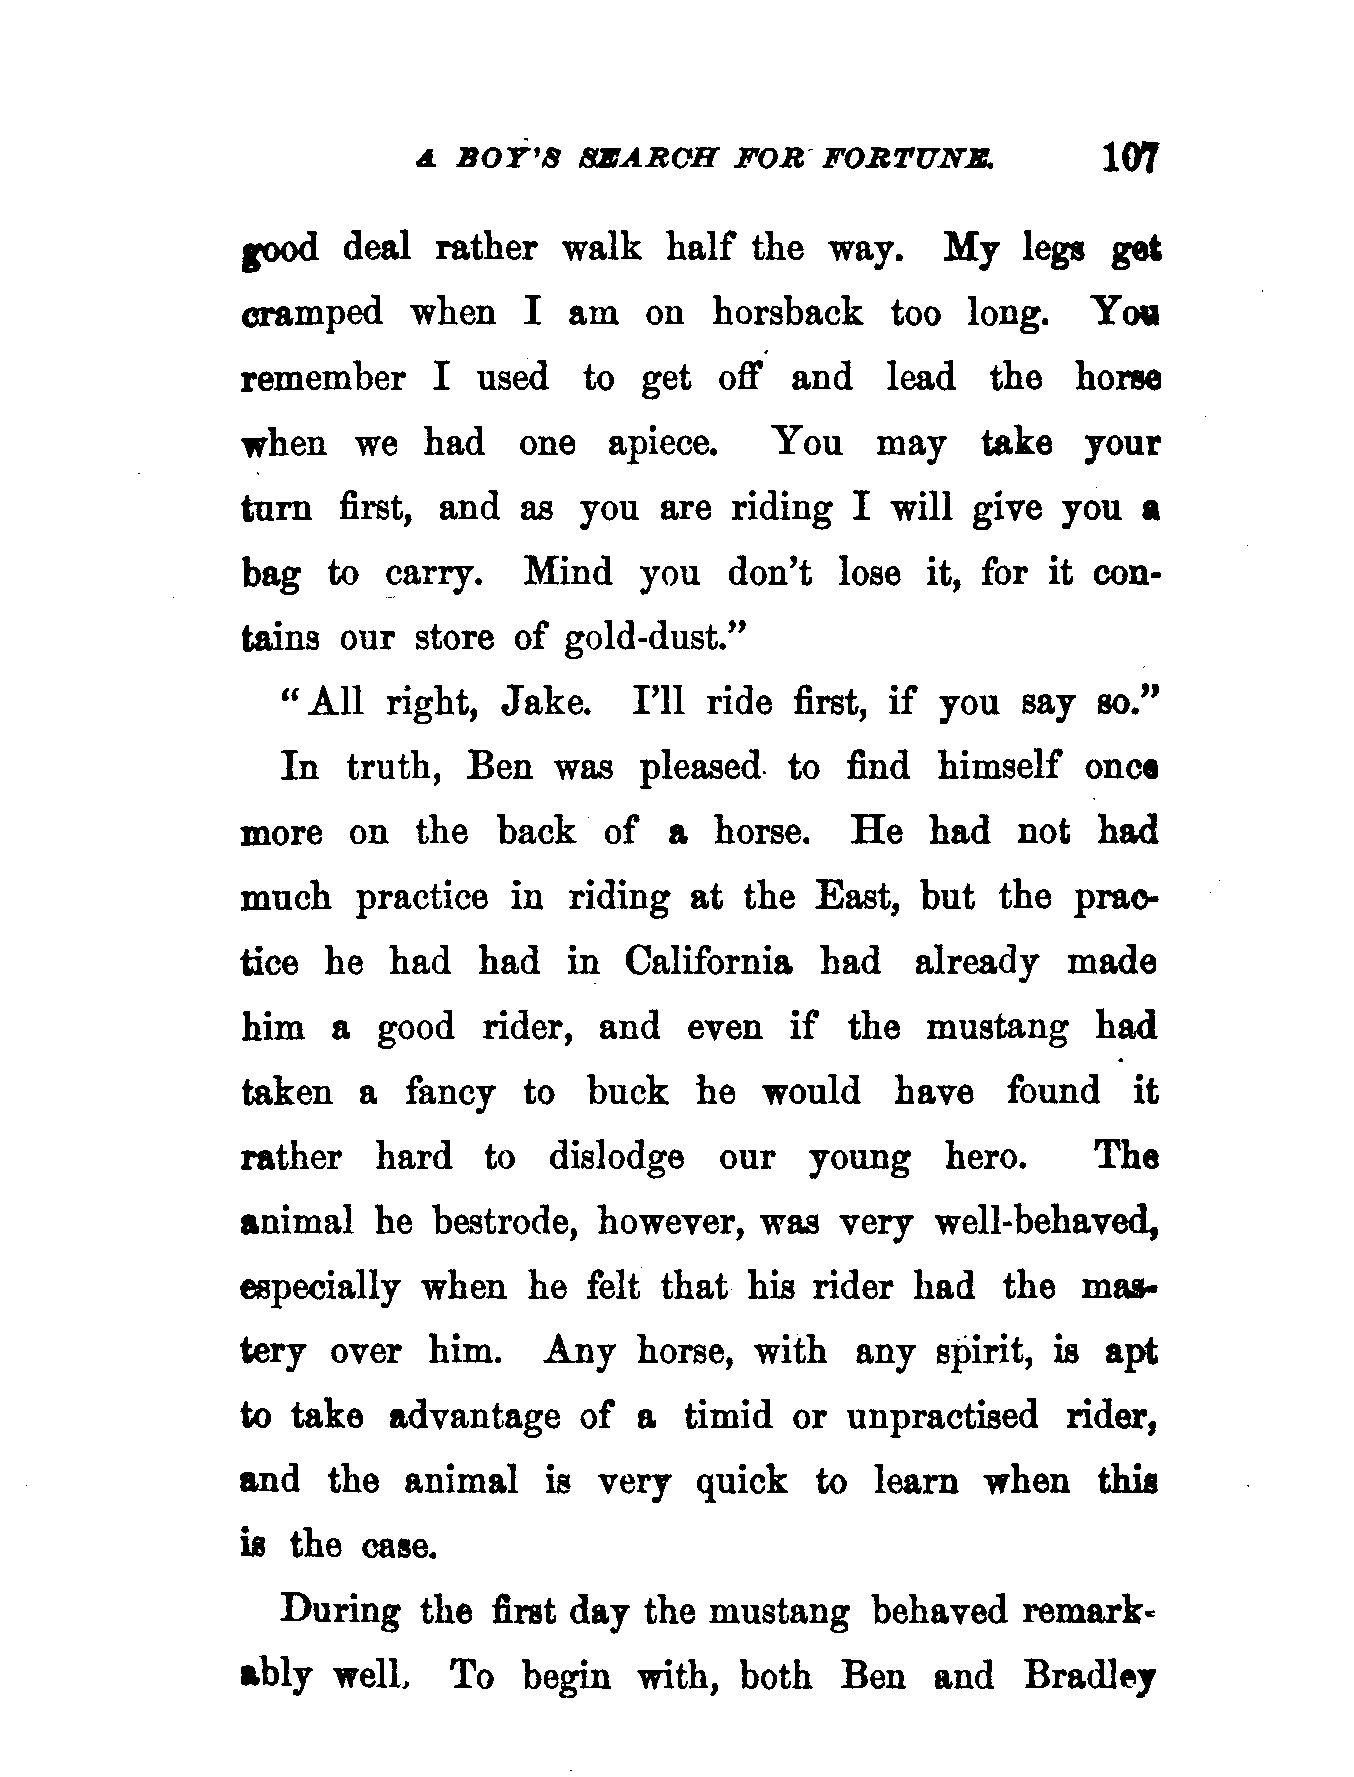 A BOY'S SEARCH FOR FORTUNE. 107
good deal rather walk half the way. My legs get
cramped when I am on horsback too long. You
remember I used to get off and lead the horse
when we had one apiece. You may take your
turn first, and as you are riding I will give you a
bag to carry. Mind you don't lose it, for it con-
tains our store of gold-dust."
"All right, Jake. I'll ride first, if you say so."
In truth, Ben was pleased to find himself once
more on the back of a horse. He had not had
much practice in riding at the East, but the prac-
tice he had had in California had already made
him a good rider, and even if the mustang had
taken a fancy to buck he would have found it
rather hard to dislodge our young hero. The
animal he bestrode, however, was very well-behaved,
especially when he felt that his rider had the mas-
tery over him. Any horse, with any spirit, is apt
to take advantage of a timid or unpractised rider,
and the animal is very quick to learn when this
is the case.
During the first day the mustang behaved remark-
ably well. To begin with, both Ben and Bradley